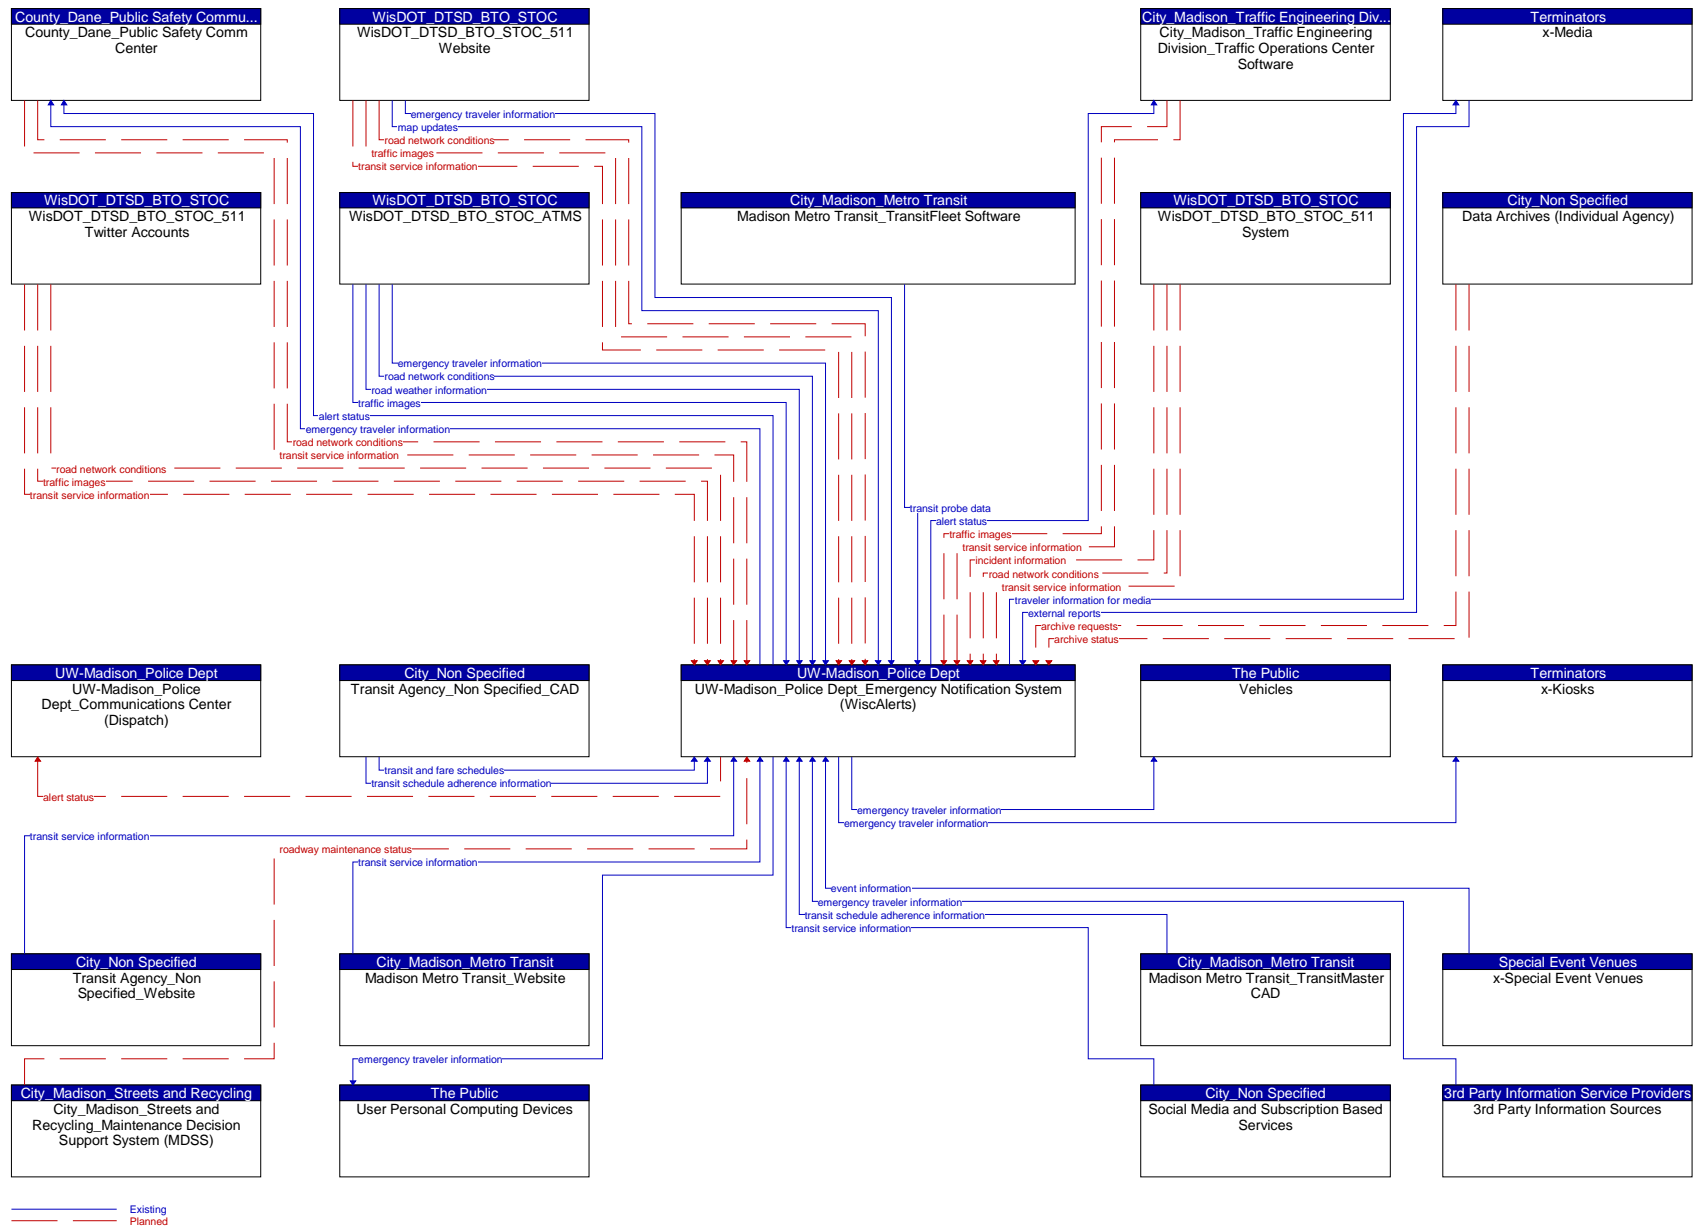 County_Dane_Public Safety Commu...
County_Dane_Public Safety Comm
Center
WisDOT_DTSD_BTO_STOC
WisDOT_DTSD_BTO_STOC_511
Website
City_Madison_Traffic Engineering Div...
City_Madison_Traffic Engineering
Division_Traffic Operations Center
Software
Terminators
x-Media
emergency traveler information
map updates
road network conditions
traffic images
transit service information
WisDOT_DTSD_BTO_STOC
WisDOT_DTSD_BTO_STOC_511
Twitter Accounts
WisDOT_DTSD_BTO_STOC
WisDOT_DTSD_BTO_STOC_ATMS
City_Madison_Metro Transit
Madison Metro Transit_TransitFleet Software
WisDOT_DTSD_BTO_STOC
WisDOT_DTSD_BTO_STOC_511
System
City_Non Specified
Data Archives (Individual Agency)
emergency traveler information
road network conditions
road weather information
traffic images
alert status
emergency traveler information
road network conditions
transit service information
road network conditions
traffic images
transit service information
transit probe data
alert status
traffic images
transit service information
incident information
road network conditions
transit service information
traveler information for media
external reports
archive requests
archive status
UW-Madison_Police Dept
UW-Madison_Police
Dept_Communications Center
(Dispatch)
City_Non Specified
Transit Agency_Non Specified_CAD
UW-Madison_Police Dept
UW-Madison_Police Dept_Emergency Notification System
(WiscAlerts)
The Public
Vehicles
Terminators
x-Kiosks
transit and fare schedules
transit schedule adherence information
alert status
emergency traveler information
emergency traveler information
transit service information
roadway maintenance status
transit service information
event information
emergency traveler information
transit schedule adherence information
transit service information
City_Non Specified
Transit Agency_Non
Specified_Website
City_Madison_Metro Transit
Madison Metro Transit_Website
City_Madison_Metro Transit
Madison Metro Transit_TransitMaster
CAD
Special Event Venues
x-Special Event Venues
emergency traveler information
City_Madison_Streets and Recycling
City_Madison_Streets and
Recycling_Maintenance Decision
Support System (MDSS)
The Public
User Personal Computing Devices
City_Non Specified
Social Media and Subscription Based
Services
3rd Party Information Service Providers
3rd Party Information Sources
Existing
Planned